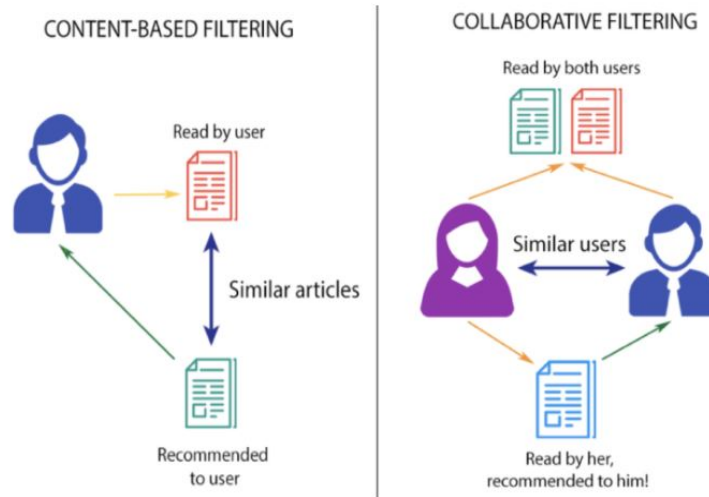 CONTENT-BASED FILTERING
Read by user
Similar articles
Recommended
to user
COLLABORATIVE FILTERING
Read by both users
Similar users
Read by her,
recommended to him!